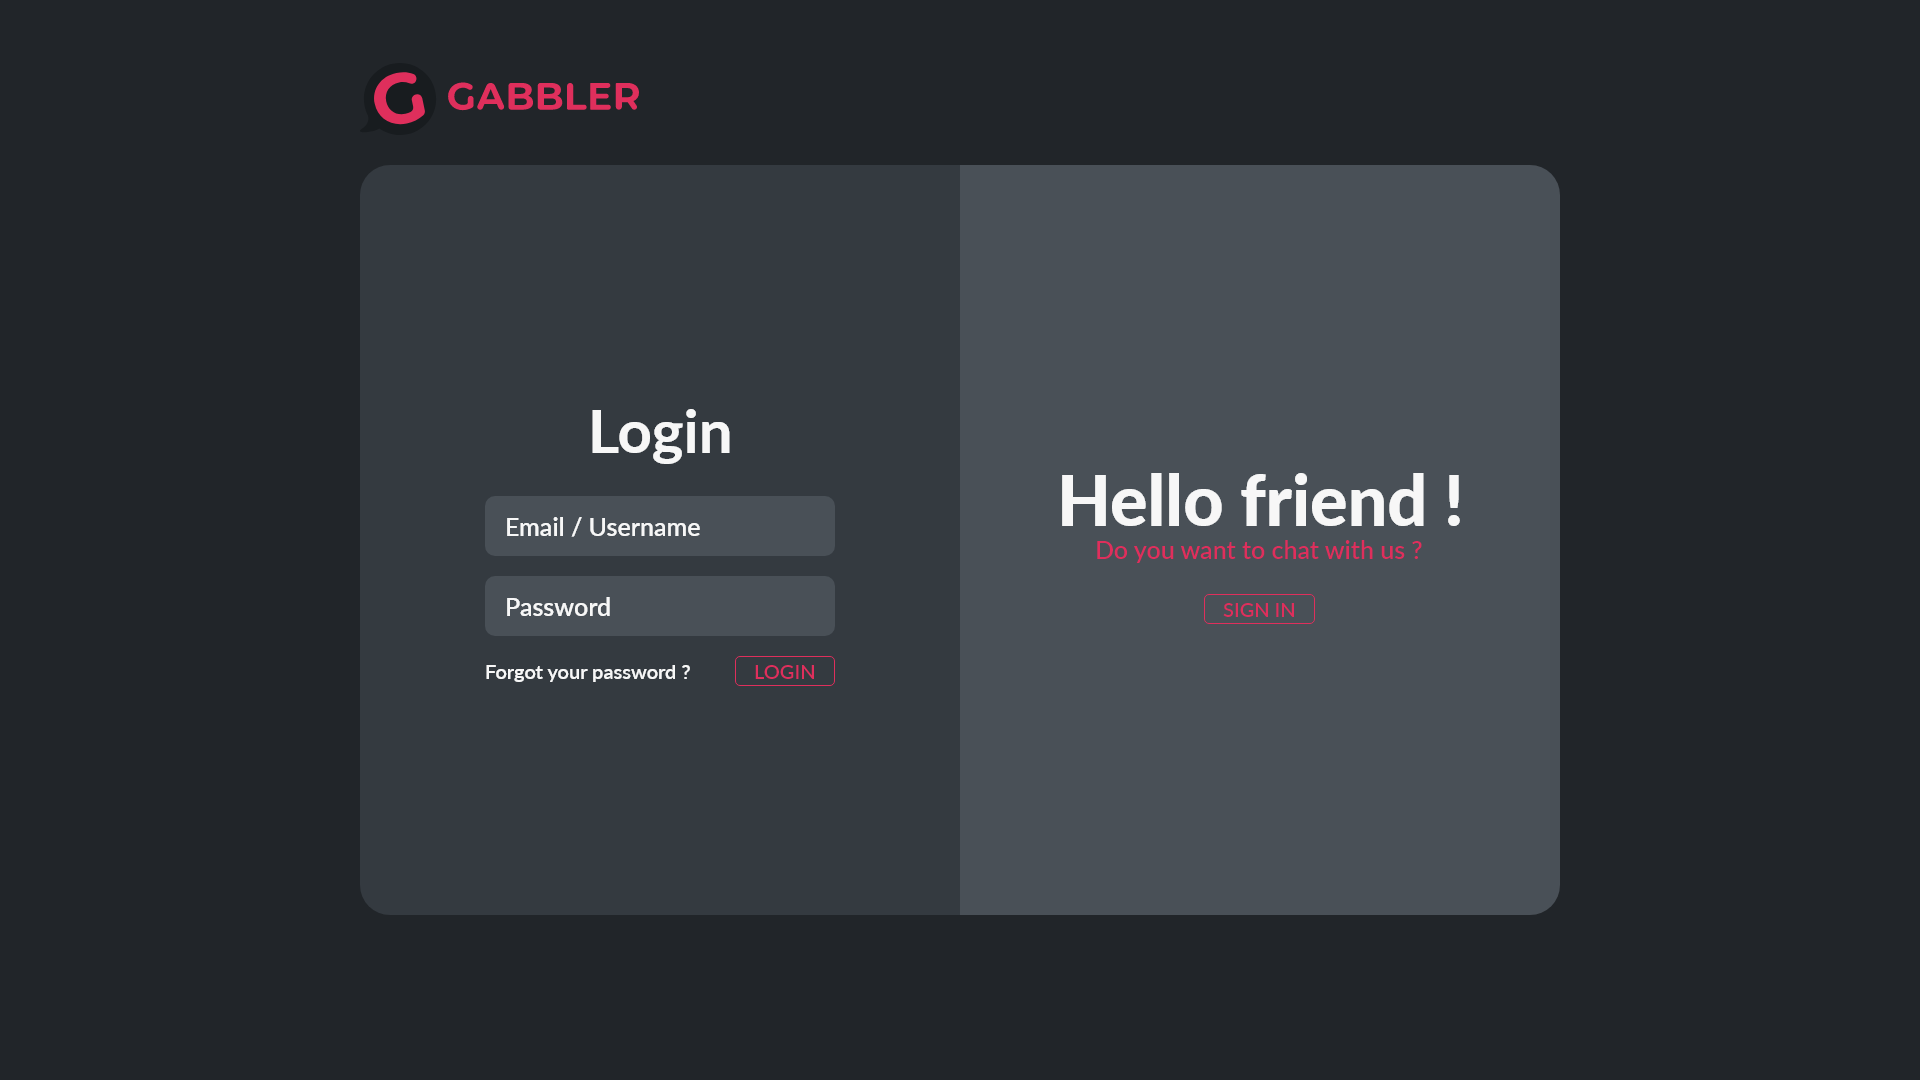 G GABBLER
Login
Email / Username
Password
Forgot your password ?
LOGIN
Hello friend !
Do you want to chat with us ?
SIGN IN